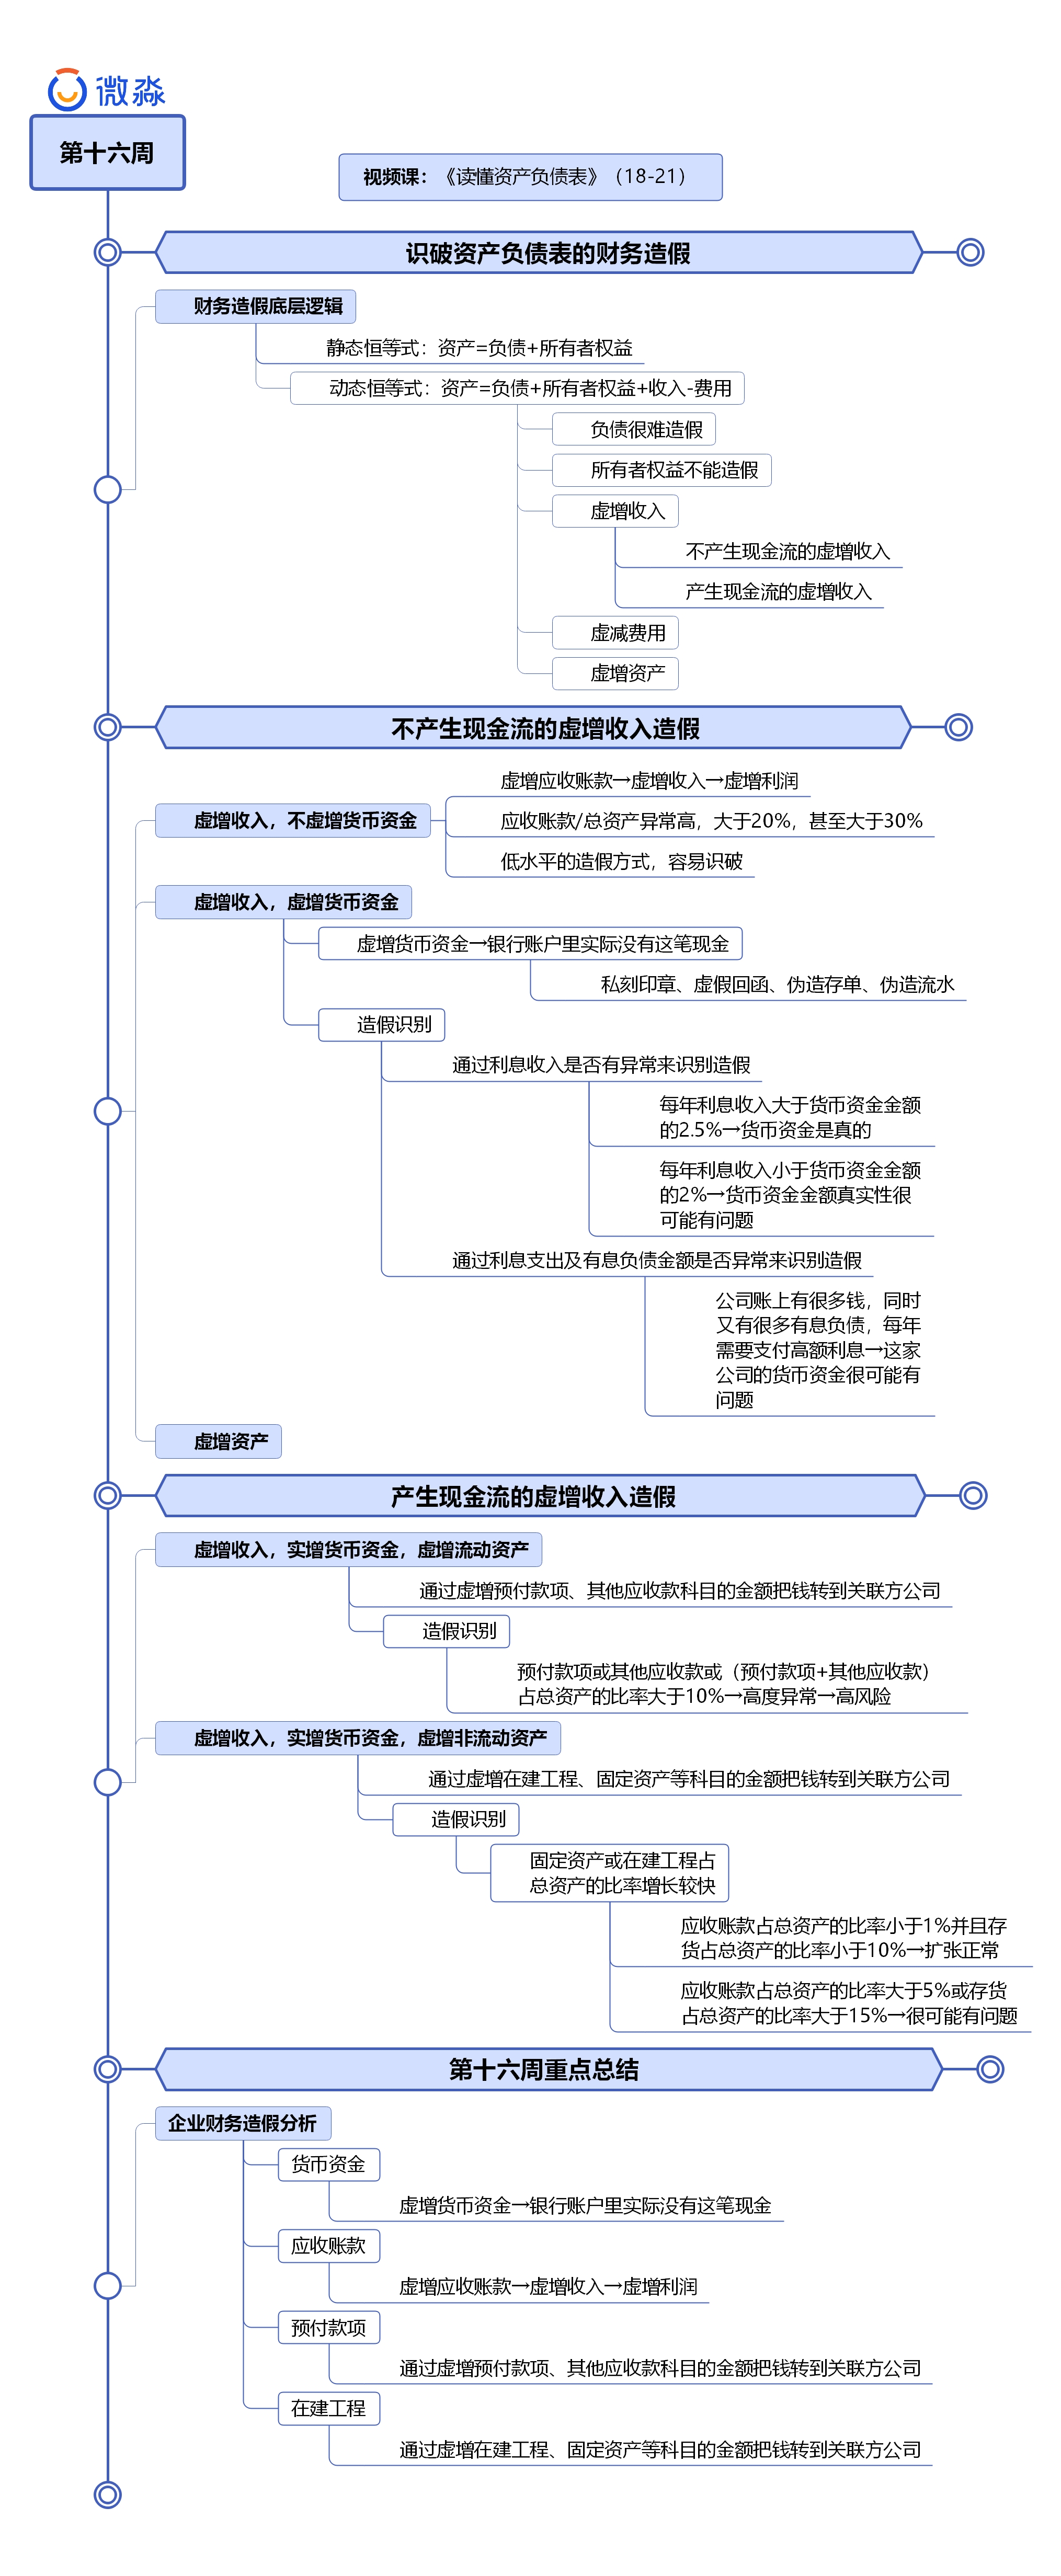 微淼
第十六周
视频课：《读懂资产负债表》（18-21）
识破资产负债表的财务造假
财务造假底层逻辑
静态恒等式：资产=负债+所有者权益
动态恒等式：资产=负债+所有者权益+收入-费用
负债很难造假
所有者权益不能造假
虚增收入
不产生现金流的虚增收入
产生现金流的虚增收入
虚减费用
虚增资产
不产生现金流的虚增收入造假
虚增收入，不虚增货币资金
虚增应收账款→虚增收入→虚增利润
应收账款/总资产异常高，大于20%，甚至大于30%
低水平的造假方式，容易识破
虚增收入，虚增货币资金
虚增货币资金→银行账户里实际没有这笔现金
私刻印章、虚假回函、伪造存单、伪造流水
造假识别
通过利息收入是否有异常来识别造假
每年利息收入大于货币资金金额
的2.5%→货币资金是真的
每年利息收入小于货币资金金额
的2%→货币资金金额真实性很
可能有问题
通过利息支出及有息负债金额是否异常来识别造假
公司账上有很多钱，同时
又有很多有息负债，每年
需要支付高额利息→这家
公司的货币资金很可能有
问题
虚增资产
产生现金流的虚增收入造假
虚增收入，实增货币资金，虚增流动资产
通过虚增预付款项、其他应收款科目的金额把钱转到关联方公司
造假识别
预付款项或其他应收款或（预付款项+其他应收款）
占总资产的比率大于10%→高度异常→高风险
虚增收入，实增货币资金，虚增非流动资产
通过虚增在建工程、固定资产等科目的金额把钱转到关联方公司
造假识别
固定资产或在建工程占
总资产的比率增长较快
应收账款占总资产的比率小于1%并且存
货占总资产的比率小于10%→扩张正常
应收账款占总资产的比率大于5%或存货
占总资产的比率大于15%→很可能有问题
第十六周重点总结
企业财务造假分析
货币资金
虚增货币资金→银行账户里实际没有这笔现金
应收账款
虚增应收账款→虚增收入→虚增利润
预付款项
通过虚增预付款项、其他应收款科目的金额把钱转到关联方公司
在建工程
通过虚增在建工程、固定资产等科目的金额把钱转到关联方公司